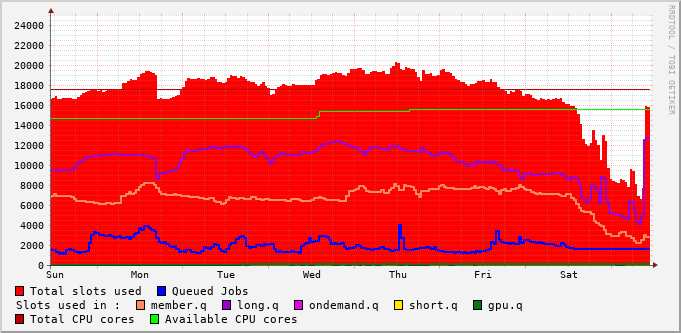 RRDTOOL / TOBI OETIKER
24000
22000
20000
18000
16000
14000
12000
10000
8000
6000
4000
2000
0
Sun Mon Tue Wed Thu Fri Sat
Total slots used Queued Jobs
Slots used in : member.q long.q ondemand.q short.q gpu.q
Total CPU cores Available CPU cores